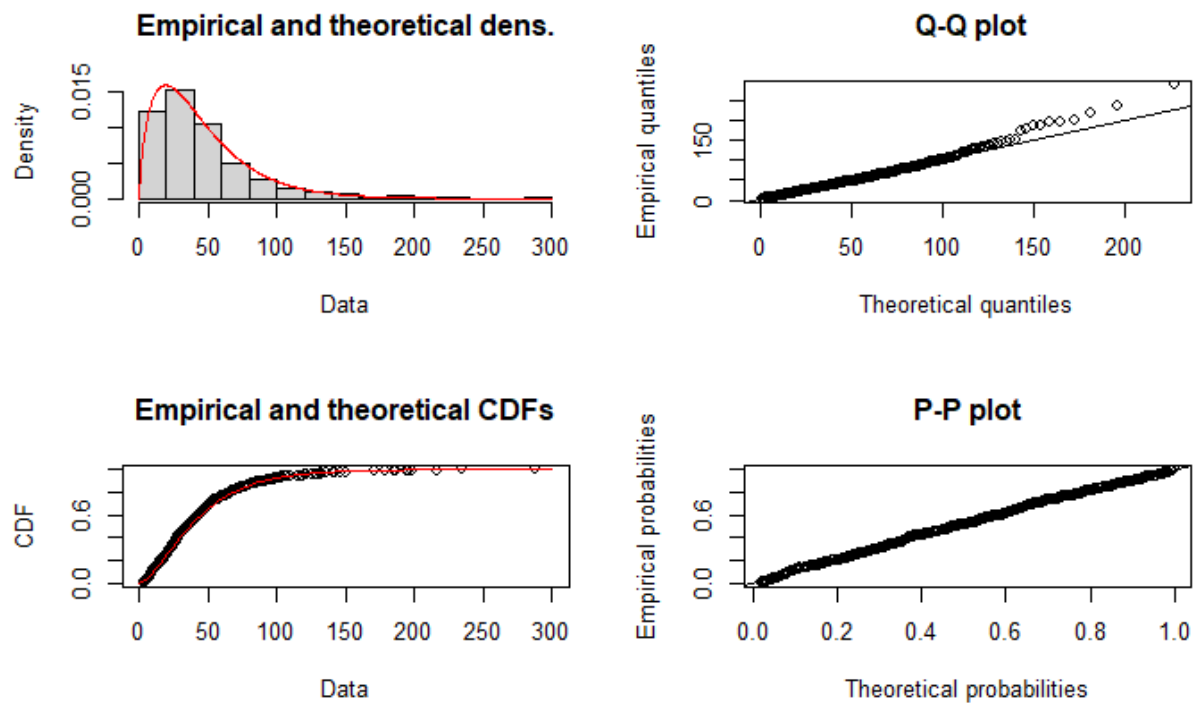 Empirical and theoretical dens.
Density
0.000 0.015
0 50 100 150 200 250 300
Data
Q-Q plot
Empirical quantiles
0 150
0 50 100 150 200
Theoretical quantiles
Empirical and theoretical CDFs
CDF
0.0 0.6
0 50 100 150 200 250 300
Data
P-P plot
Empirical probabilities
0.0 0.6
0.0 0.2 0.4 0.6 0.8 1.0
Theoretical probabilities